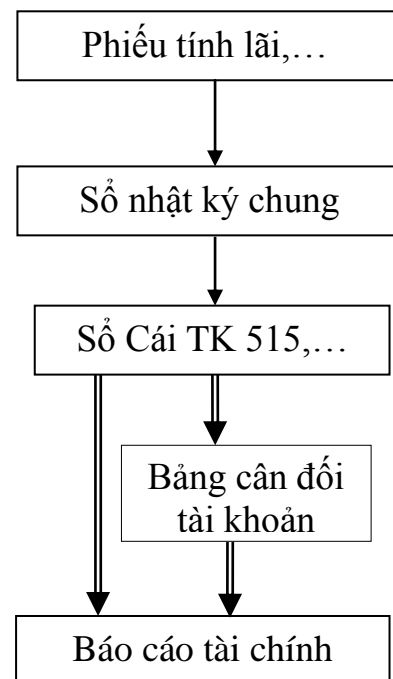 Phiếu tính lãi,…
Sổ nhật ký chung
Sổ Cái TK 515,…
Bảng cân đối
tài khoản
Báo cáo tài chính